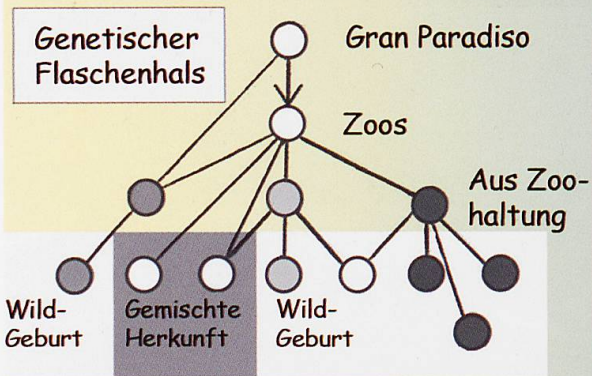 Genetischer
Flaschenhals
Gran Paradiso
Zoos
Aus Zoo-
haltung
Wild-
Geburt
Gemischte
Herkunft
Wild-
Geburt